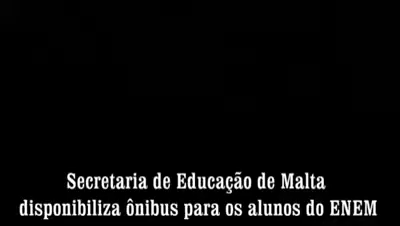 Secretaria de Educação de Malta
disponibiliza ônibus para os alunos do ENEM